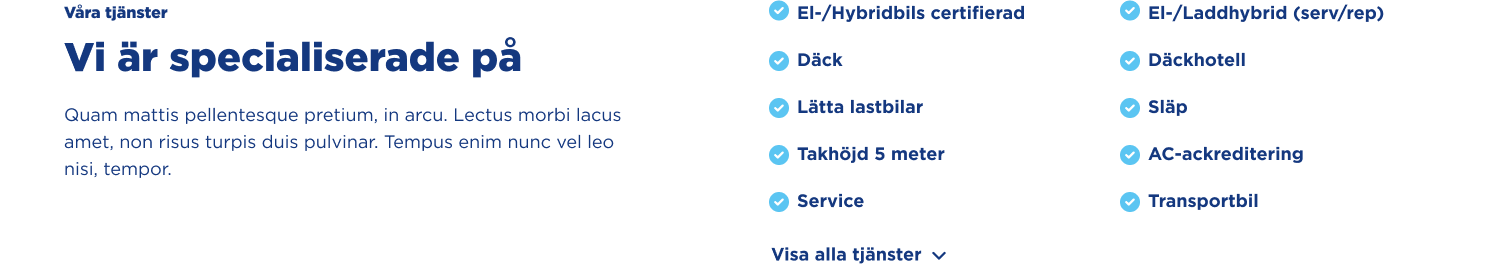 Våra tjänster
Vi är specialiserade på
Quam mattis pellentesque pretium, in arcu. Lectus morbi lacus
amet, non risus turpis duis pulvinar. Tempus enim nunc vel leo
nisi, tempor.
El-/Hybridbils certifierad
Däck
Lätta lastbilar
Takhöjd 5 meter
Service
El-/Laddhybrid (serv/rep)
Däckhotell
Släp
AC-ackreditering
Transportbil
Visa alla tjänster